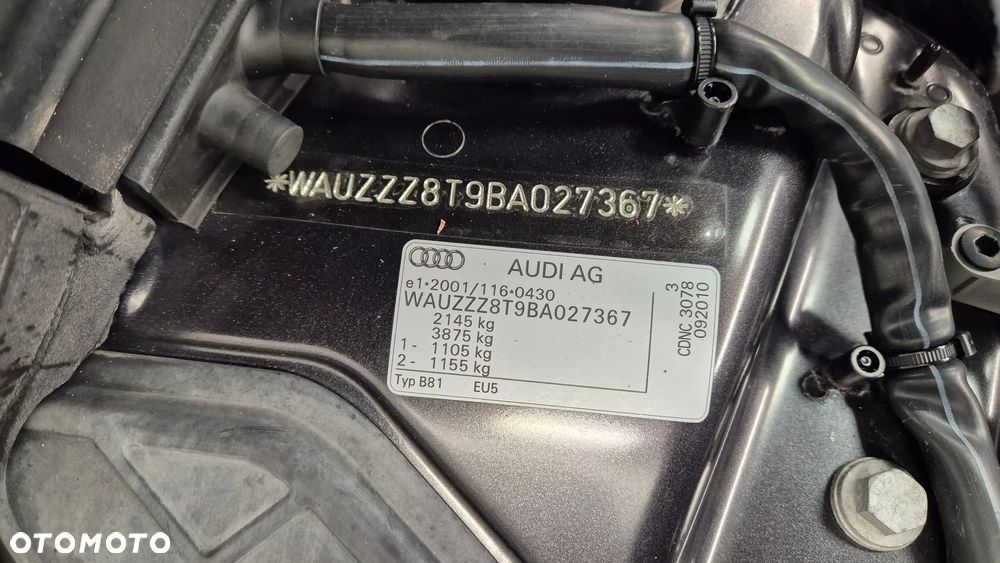 *WAUZZZ8T9BA027367*
AUDI AG
e1*2001/116*0430
WAUZZZ8T9BA027367
2145 kg
3875 kg
1- 1105 kg
2- 1155 kg
Typ B81 EU5
3
CDNC 3078
092010
OTOMOTO